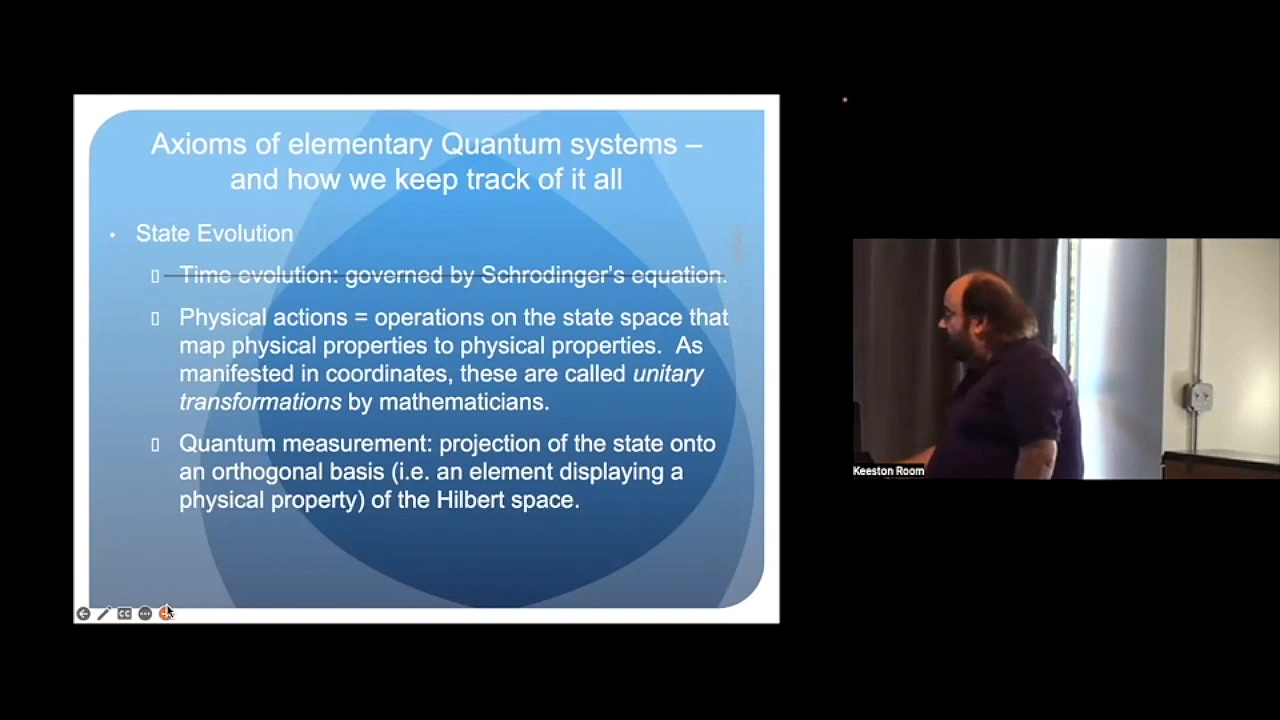 Axioms of elementary Quantum systems –
and how we keep track of it all
• State Evolution
Time evolution: governed by Schrodinger's equation.
Physical actions = operations on the state space that
map physical properties to physical properties. As
manifested in coordinates, these are called unitary
transformations by mathematicians.
Quantum measurement: projection of the state onto
an orthogonal basis (i.e. an element displaying a
physical property) of the Hilbert space.
CC
Keeston Room